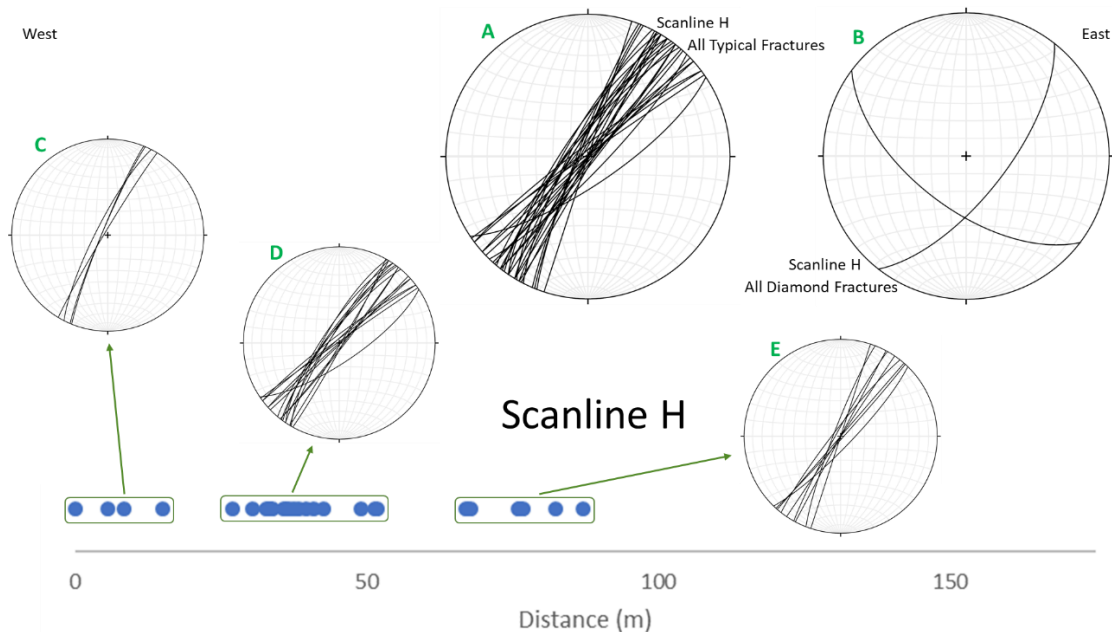 West
A
Scanline H
All Typical Fractures
B
East
C
D
Scanline H
All Diamond Fractures
E
Scanline H
0
50
100
150
Distance (m)